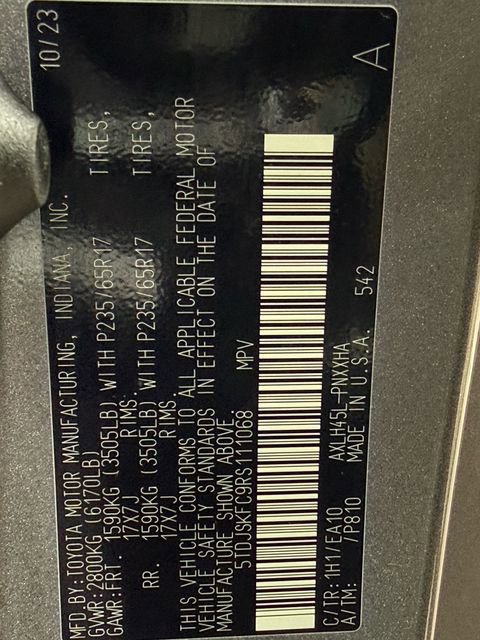 MFD.BY:TOYOTA MOTOR MANUFACTURING, INDIANA, INC. 10/23
GVWR:2800KG (6170LB)
GAWR:FRT. 1590KG (3505LB) WITH P235/65R17 TIRES,
17X7J RIMS.
RR. 1590KG (3505LB) WITH P235/65R17 TIRES,
17X7J RIMS.
THIS VEHICLE CONFORMS TO ALL APPLICABLE FEDERAL MOTOR
VEHICLE SAFETY STANDARDS IN EFFECT ON THE DATE OF
MANUFACTURE SHOWN ABOVE.
5TDJSKFC9RS111068 MPV
C/TR:1H1/EA10 AXLH45L-PNXXHA 542
A/TM: /P810 MADE IN U.S.A. A